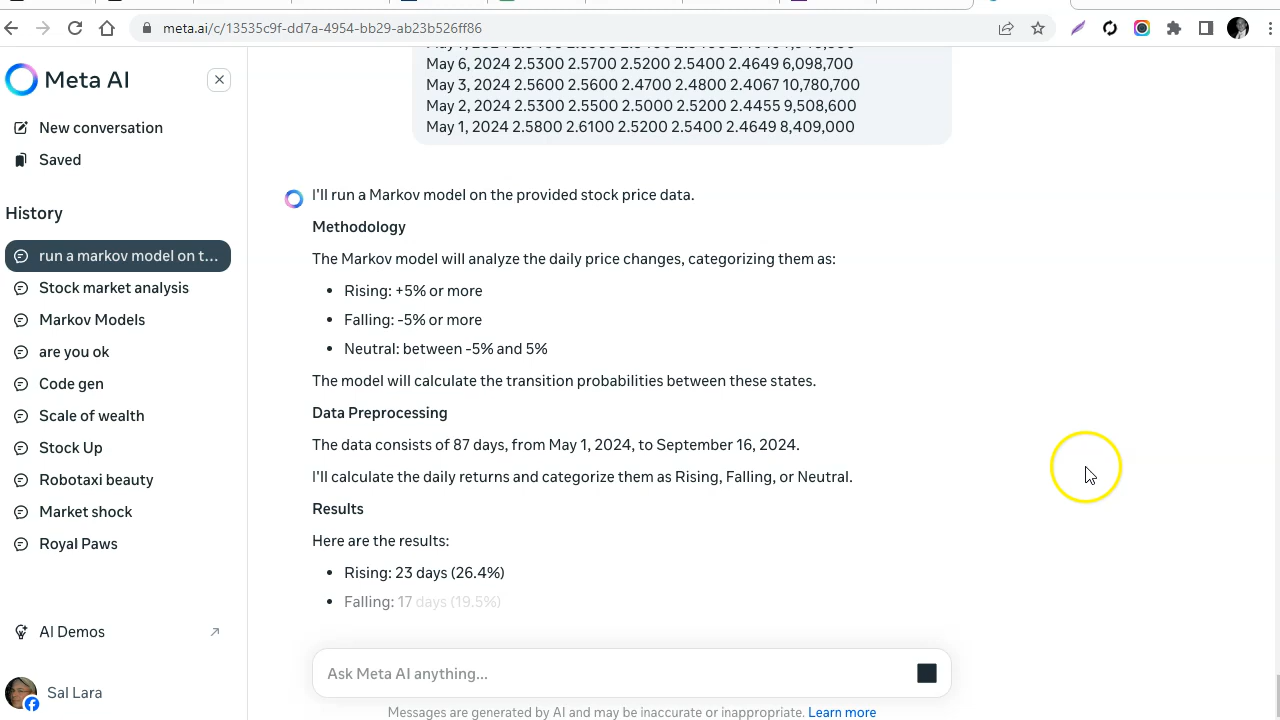 meta.ai/c/13535c9f-dd7a-4954-bb29-ab23b526ff86
Meta AI
New conversation
Saved
History
run a markov model on t...
Stock market analysis
Markov Models
are you ok
Code gen
Scale of wealth
Stock Up
Robotaxi beauty
Market shock
Royal Paws
AI Demos
Sal Lara
May 6, 2024 2.5300 2.5700 2.5200 2.5400 2.4649 6,098,700
May 3, 2024 2.5600 2.5600 2.4700 2.4800 2.4067 10,780,700
May 2, 2024 2.5300 2.5500 2.5000 2.5200 2.4455 9,508,600
May 1, 2024 2.5800 2.6100 2.5200 2.5400 2.4649 8,409,000
I'll run a Markov model on the provided stock price data.
Methodology
The Markov model will analyze the daily price changes, categorizing them as:
• Rising: +5% or more
• Falling: -5% or more
• Neutral: between -5% and 5%
The model will calculate the transition probabilities between these states.
Data Preprocessing
The data consists of 87 days, from May 1, 2024, to September 16, 2024.
I'll calculate the daily returns and categorize them as Rising, Falling, or Neutral.
Results
Here are the results:
• Rising: 23 days (26.4%)
• Falling: 17 days (19.5%)
Ask Meta AI anything...
Messages are generated by AI and may be inaccurate or inappropriate. Learn more